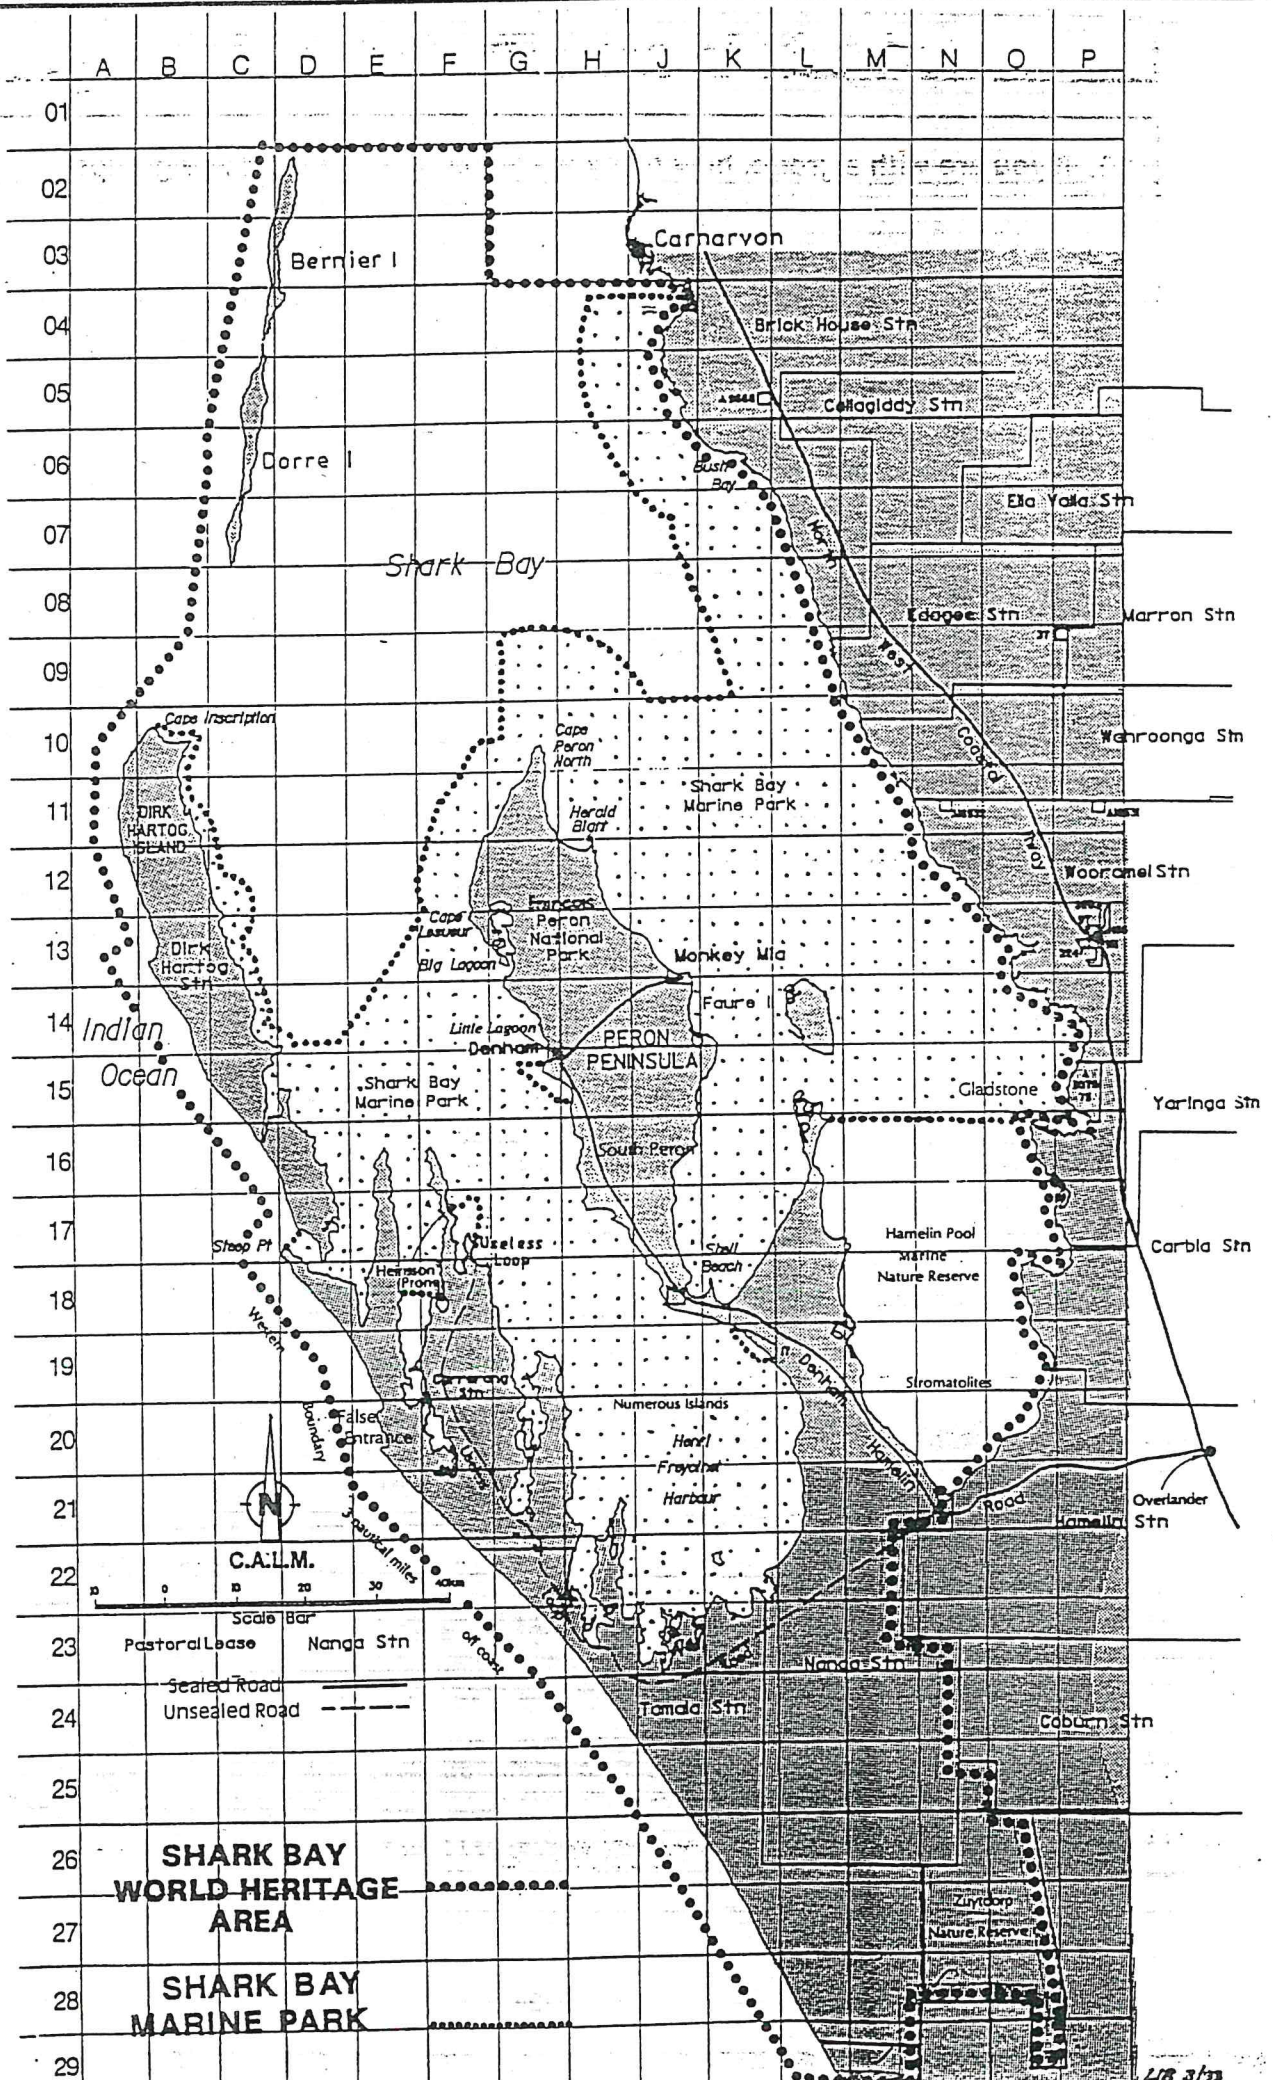 A B C D E F G H J K L M N O P
01
02
03
04
05
06
07
08
09
10
11
12
13
14
15
16
17
18
19
20
21
22
23
24
25
26
27
28
29
Carnarvon
Bernier I
Brick House Stn
Callagiddy Stn
Dorre I
Bush
Bay
Ella Valla Stn
North
West
Coastal
Shark Bay
Edagee Stn
Marron Stn
37
Cape Inscription
Cape
Peron
North
Wahroonga Stn
Shark Bay
Marine Park
DIRK
HARTOG
ISLAND
Herald
Bluff
Wooramel Stn
Francois
Peron
National
Park
Cape
Lesueur
Big Lagoon
Dirk
Hartog
Stn
Monkey Mia
Faure I
Indian
Ocean
Little Lagoon
Denham
PERON
PENINSULA
Shark Bay
Marine Park
Gladstone
Yaringa Stn
South Peron
Steep Pt
Useless
Loop
Heirisson
Prong
Shell
Beach
Hamelin Pool
Marine
Nature Reserve
Carbla Stn
Western
Boundary
3 nautical miles
off coast
Carrarang
Stn
Denham
Hamelin
Road
Stromatolites
Numerous Islands
False
Entrance
Useless
Henri
Freycinet
Harbour
Overlander
Hamelin Stn
N
C.A.L.M.
10 0 10 20 30 40km
Scale Bar
Pastoral Lease Nanga Stn
Sealed Road
Unsealed Road
Road
Nanga Stn
Tamala Stn
Coburn Stn
SHARK BAY
WORLD HERITAGE
AREA
Zuytdorp
Nature Reserve
SHARK BAY
MARINE PARK